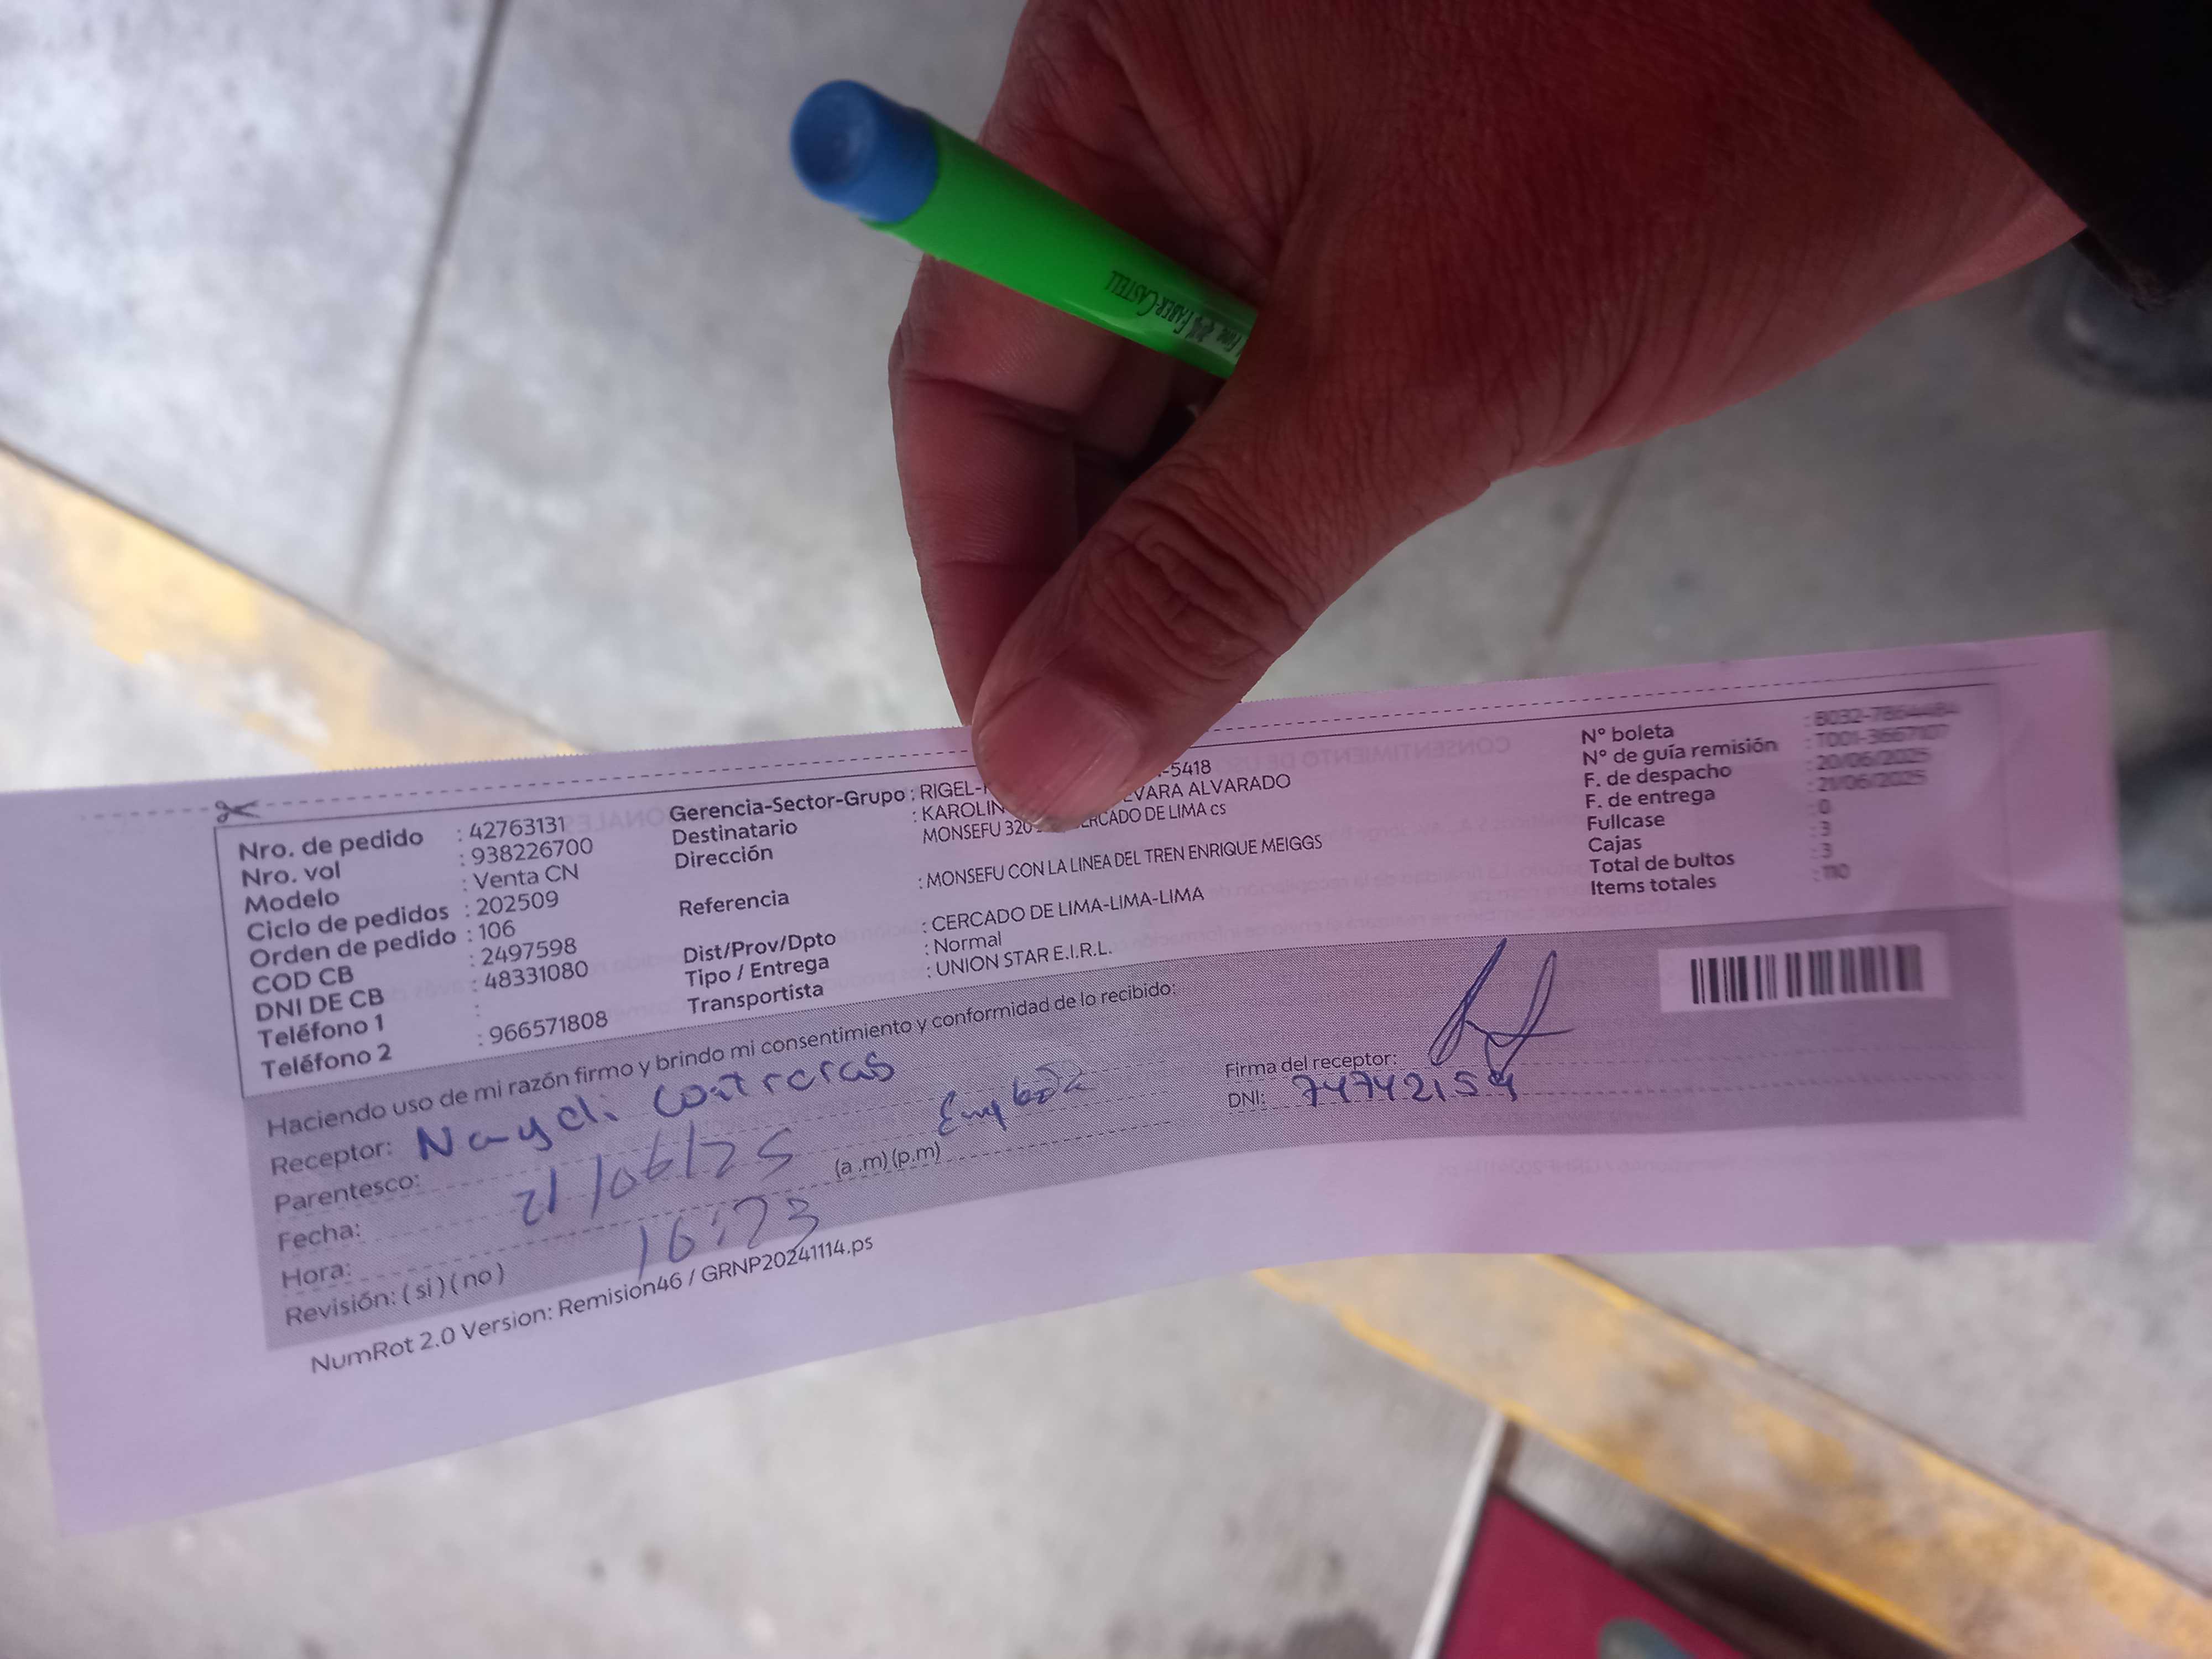 FABER-CASTELL
Nro. de pedido : 42763131
Nro. vol : 938226700
Modelo : Venta CN
Ciclo de pedidos : 202509
Orden de pedido : 106
COD CB : 2497598
DNI DE CB : 48331080
Teléfono 1 :
Teléfono 2 : 966571808
Gerencia-Sector-Grupo : RIGEL- -5418
Destinatario : KAROLIN ALVARADO
Dirección MONSEFU 320 CERCADO DE LIMA cs
Referencia : MONSEFU CON LA LINEA DEL TREN ENRIQUE MEIGGS
Dist/Prov/Dpto : CERCADO DE LIMA-LIMA-LIMA
Tipo / Entrega : Normal
Transportista : UNION STAR E.I.R.L.
Nº boleta :
Nº de guía remisión :
F. de despacho : 20/06/2025
F. de entrega : 21/06/2025
Fullcase : 0
Cajas : 3
Total de bultos : 3
Items totales : 110
Haciendo uso de mi razón firmo y brindo mi consentimiento y conformidad de lo recibido:
Receptor: Nayeli Contreras
Parentesco:
Fecha: 21/06/25
Hora: 16:23 (a.m) (p.m)
Revisión: ( si ) ( no )
Firma del receptor:
DNI: 74742154
NumRot 2.0 Version: Remision46 / GRNP20241114.ps